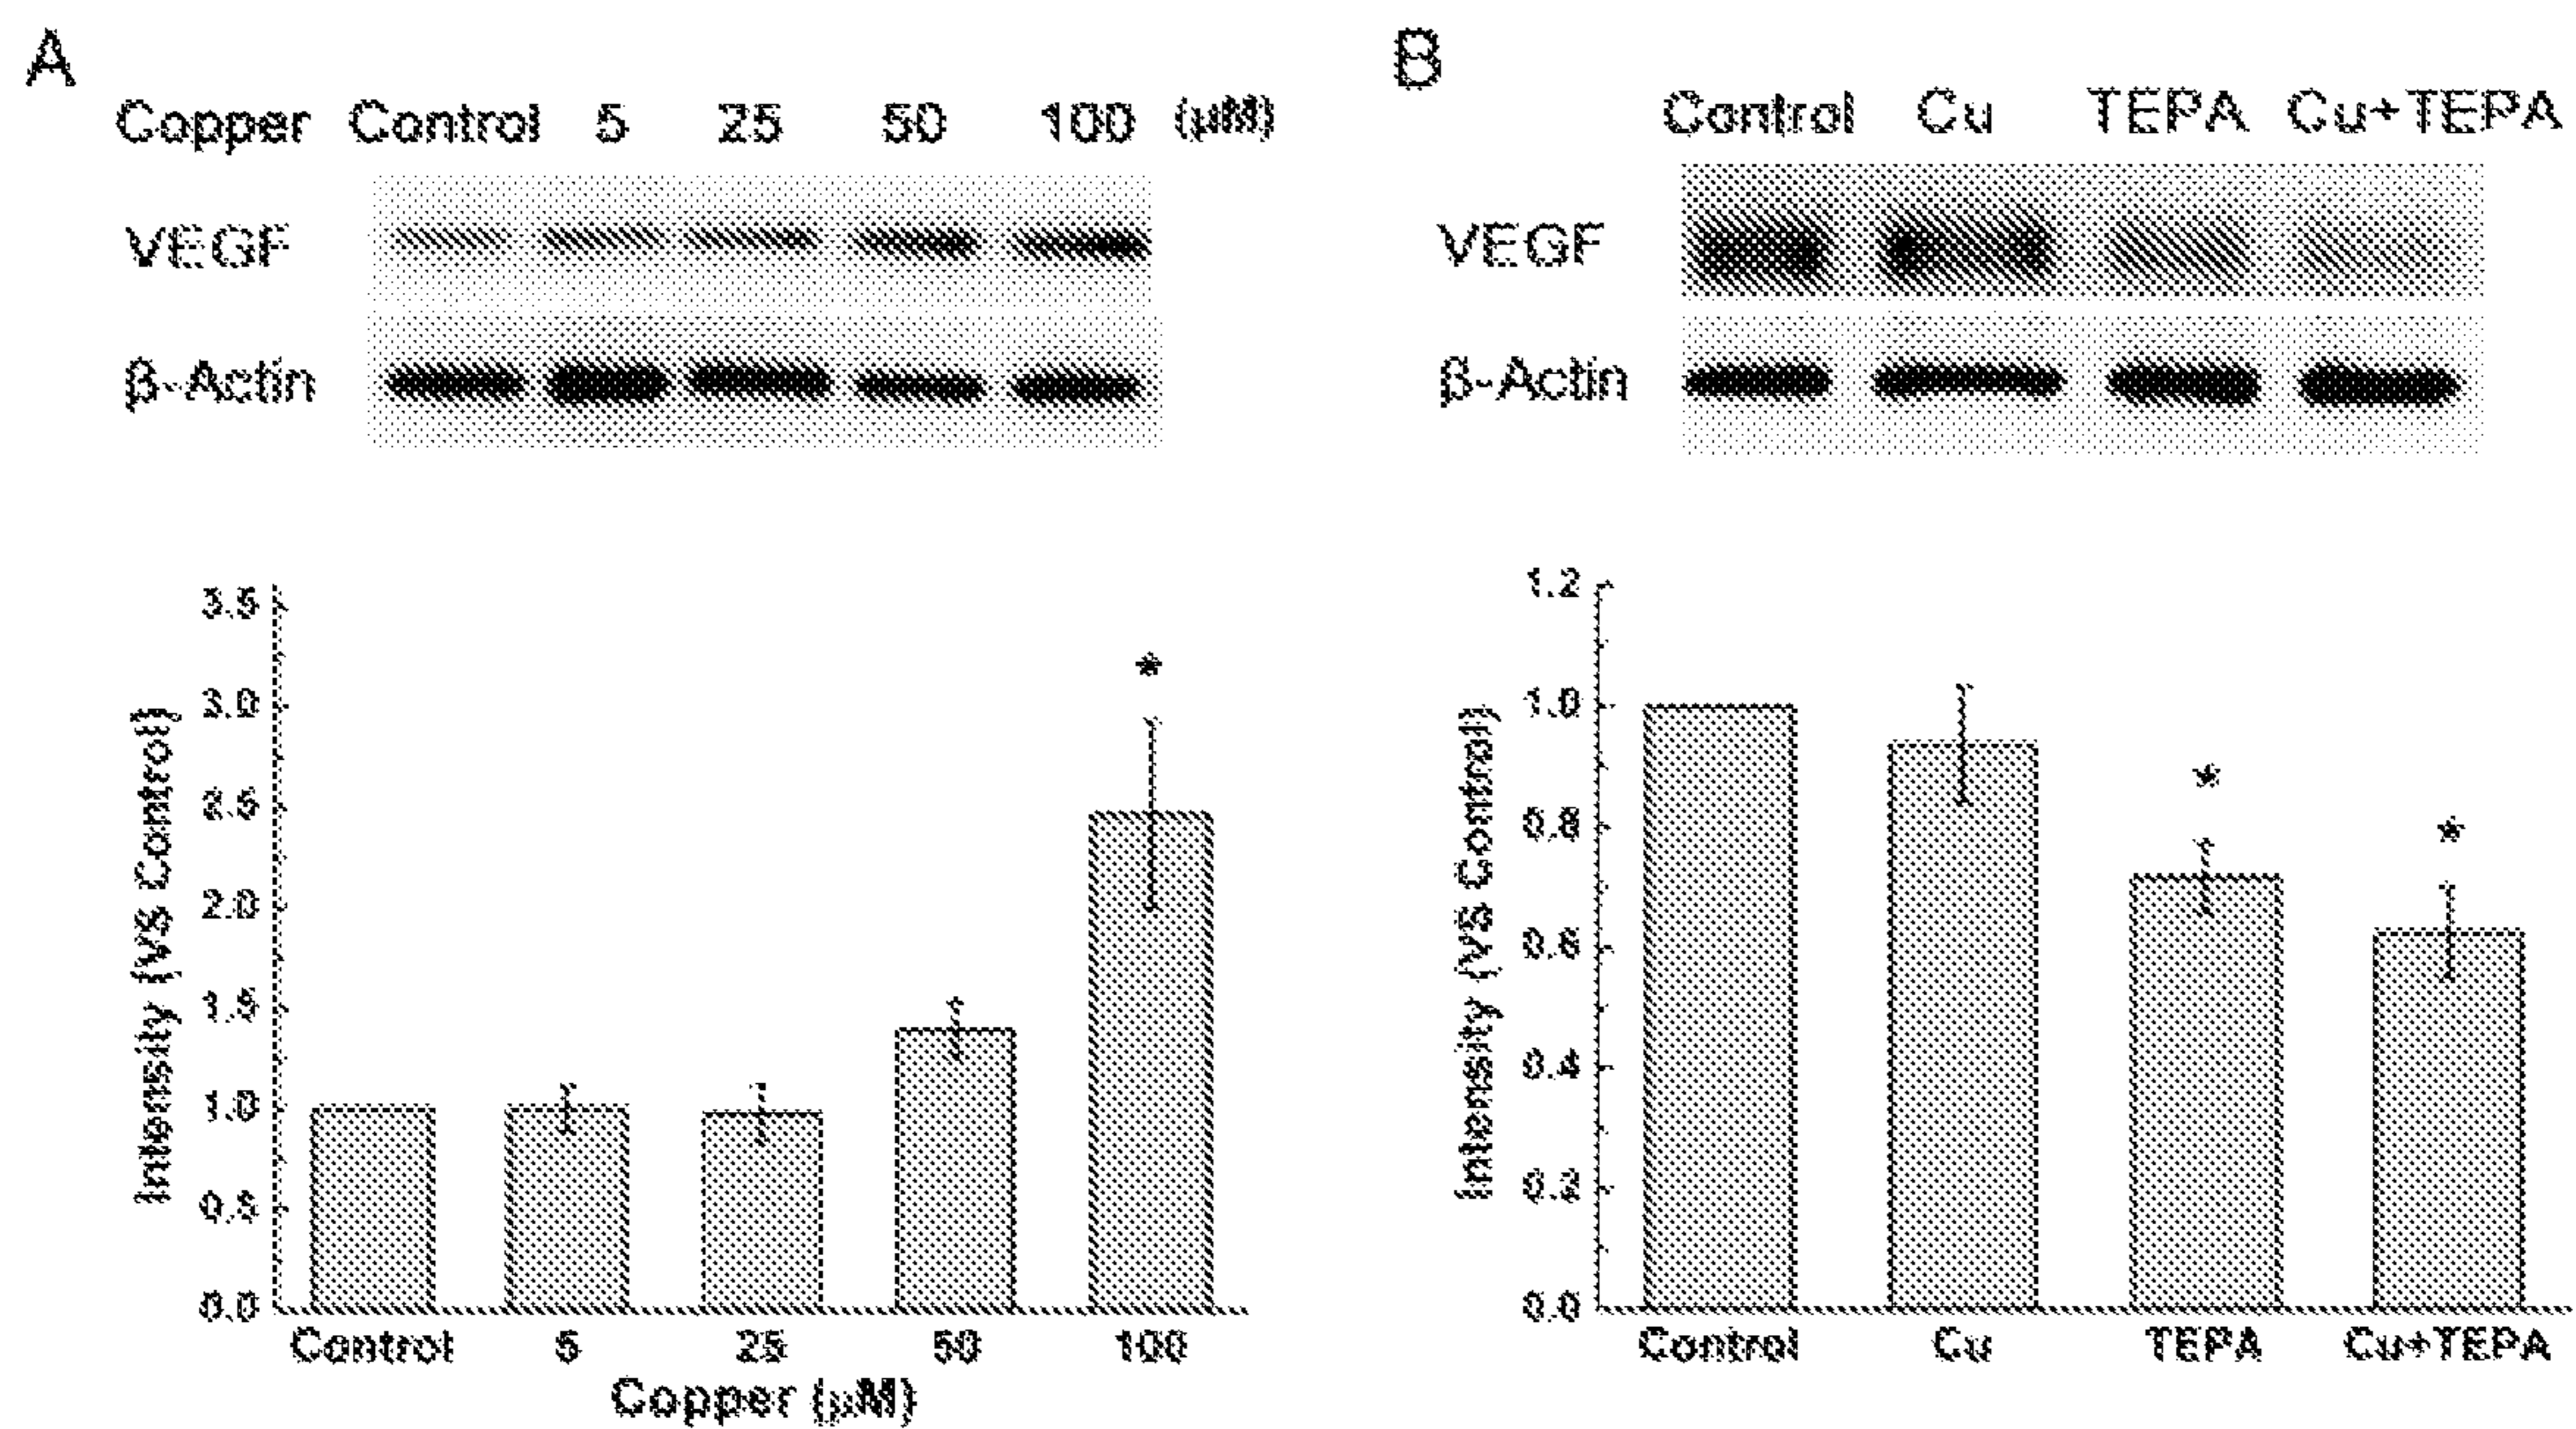 A
Copper Control 5 25 50 100 (µM)
VEGF
β-Actin
Intensity (VS Control)
3.5
3.0
2.5
2.0
1.5
1.0
0.5
0.0
*
Control 5 25 50 100
Copper (µM)
B
Control Cu TEPA Cu+TEPA
VEGF
β-Actin
Intensity (VS Control)
1.2
1.0
0.8
0.6
0.4
0.2
0.0
*
*
Control Cu TEPA Cu+TEPA